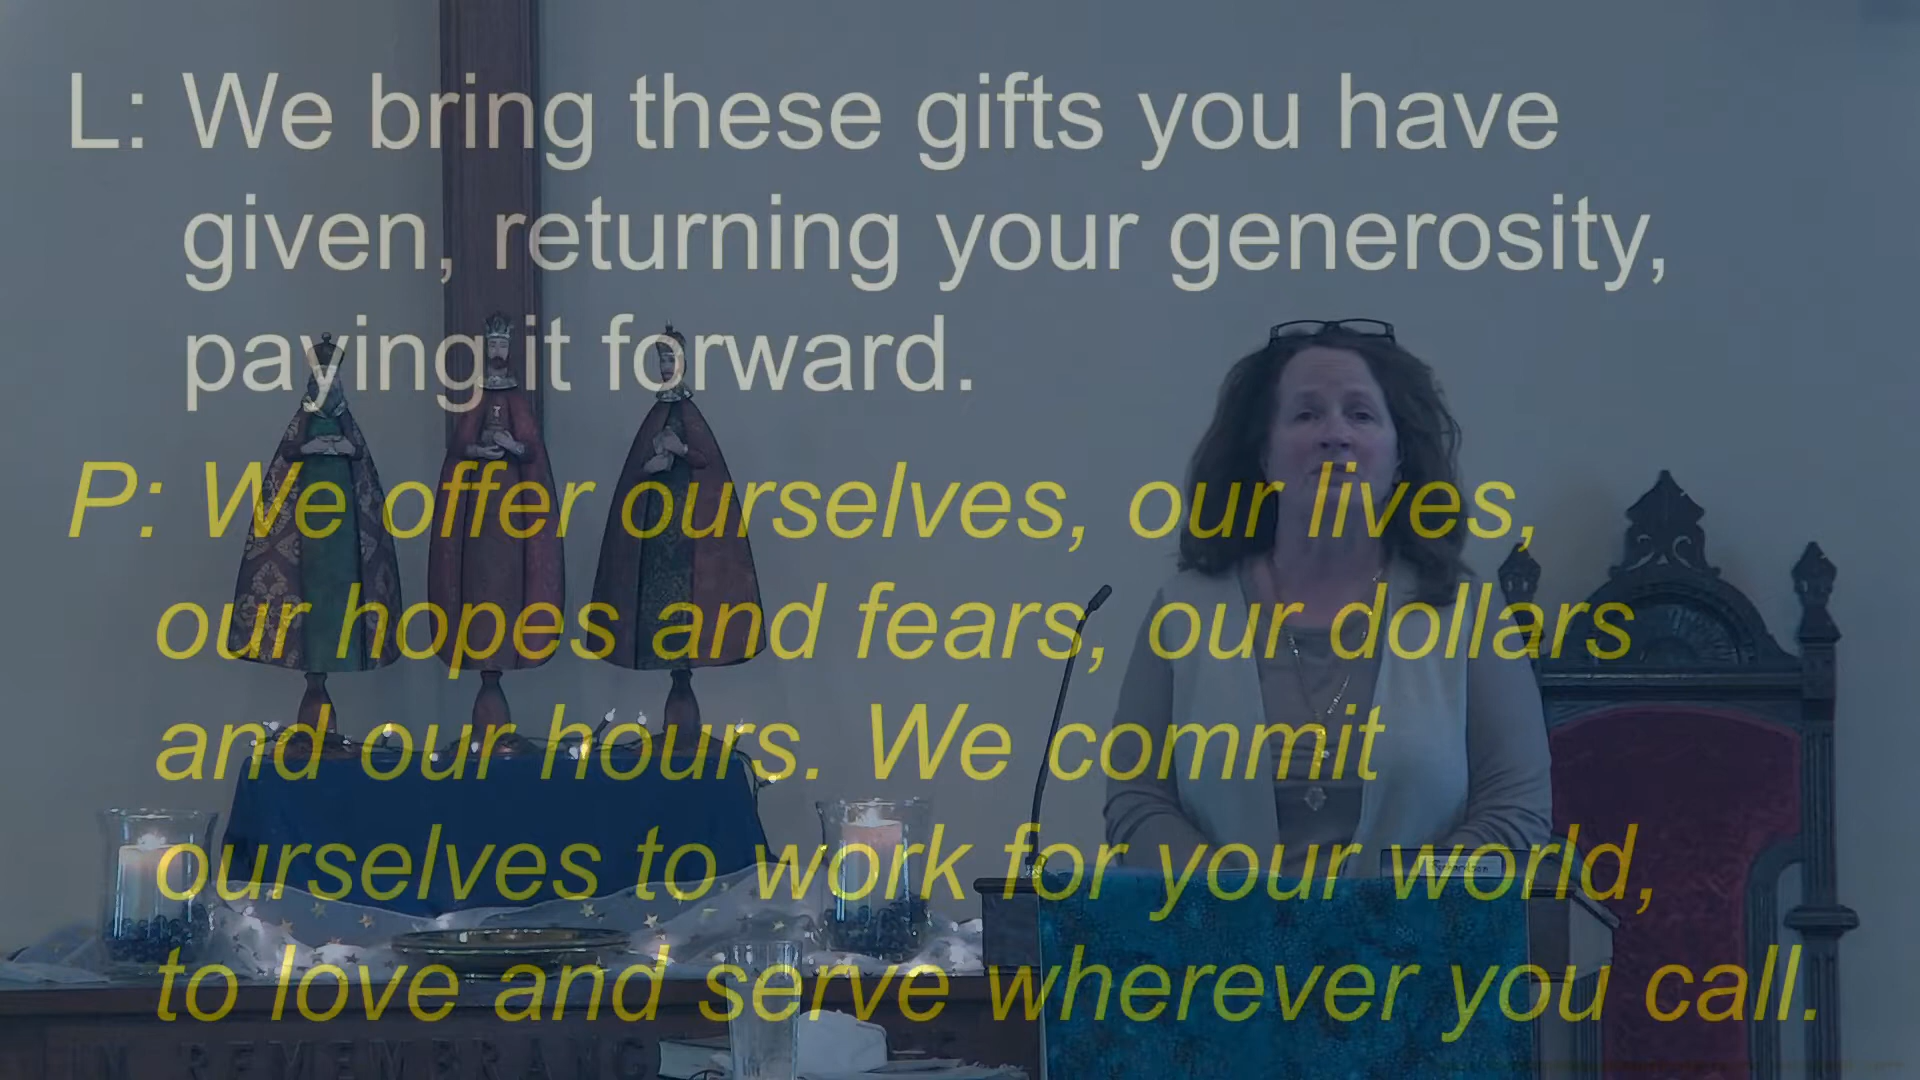 L: We bring these gifts you have
given, returning your generosity,
paying it forward.
P: We offer ourselves, our lives,
our hopes and fears, our dollars
and our hours. We commit
ourselves to work for your world,
to love and serve wherever you call.
IN REMEMBRANC